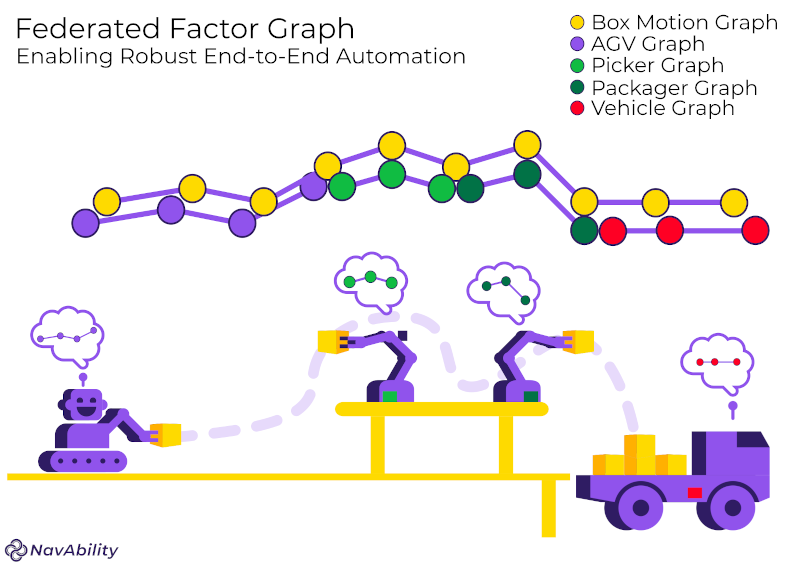 Federated Factor Graph
Enabling Robust End-to-End Automation
Box Motion Graph
AGV Graph
Picker Graph
Packager Graph
Vehicle Graph
NavAbility